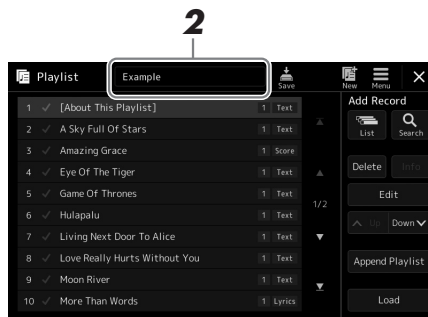 2
Playlist Example Save New Menu
1 [About This Playlist] 1 Text
2 A Sky Full Of Stars 1 Text
3 Amazing Grace 1 Score
4 Eye Of The Tiger 1 Text
5 Game Of Thrones 1 Text
6 Hulapalu 1 Text
7 Living Next Door To Alice 1 Text
8 Love Really Hurts Without You 1 Text
9 Moon River 1 Text
10 More Than Words 1 Lyrics
1/2
Add Record
List Search
Delete Info
Edit
Up Down
Append Playlist
Load